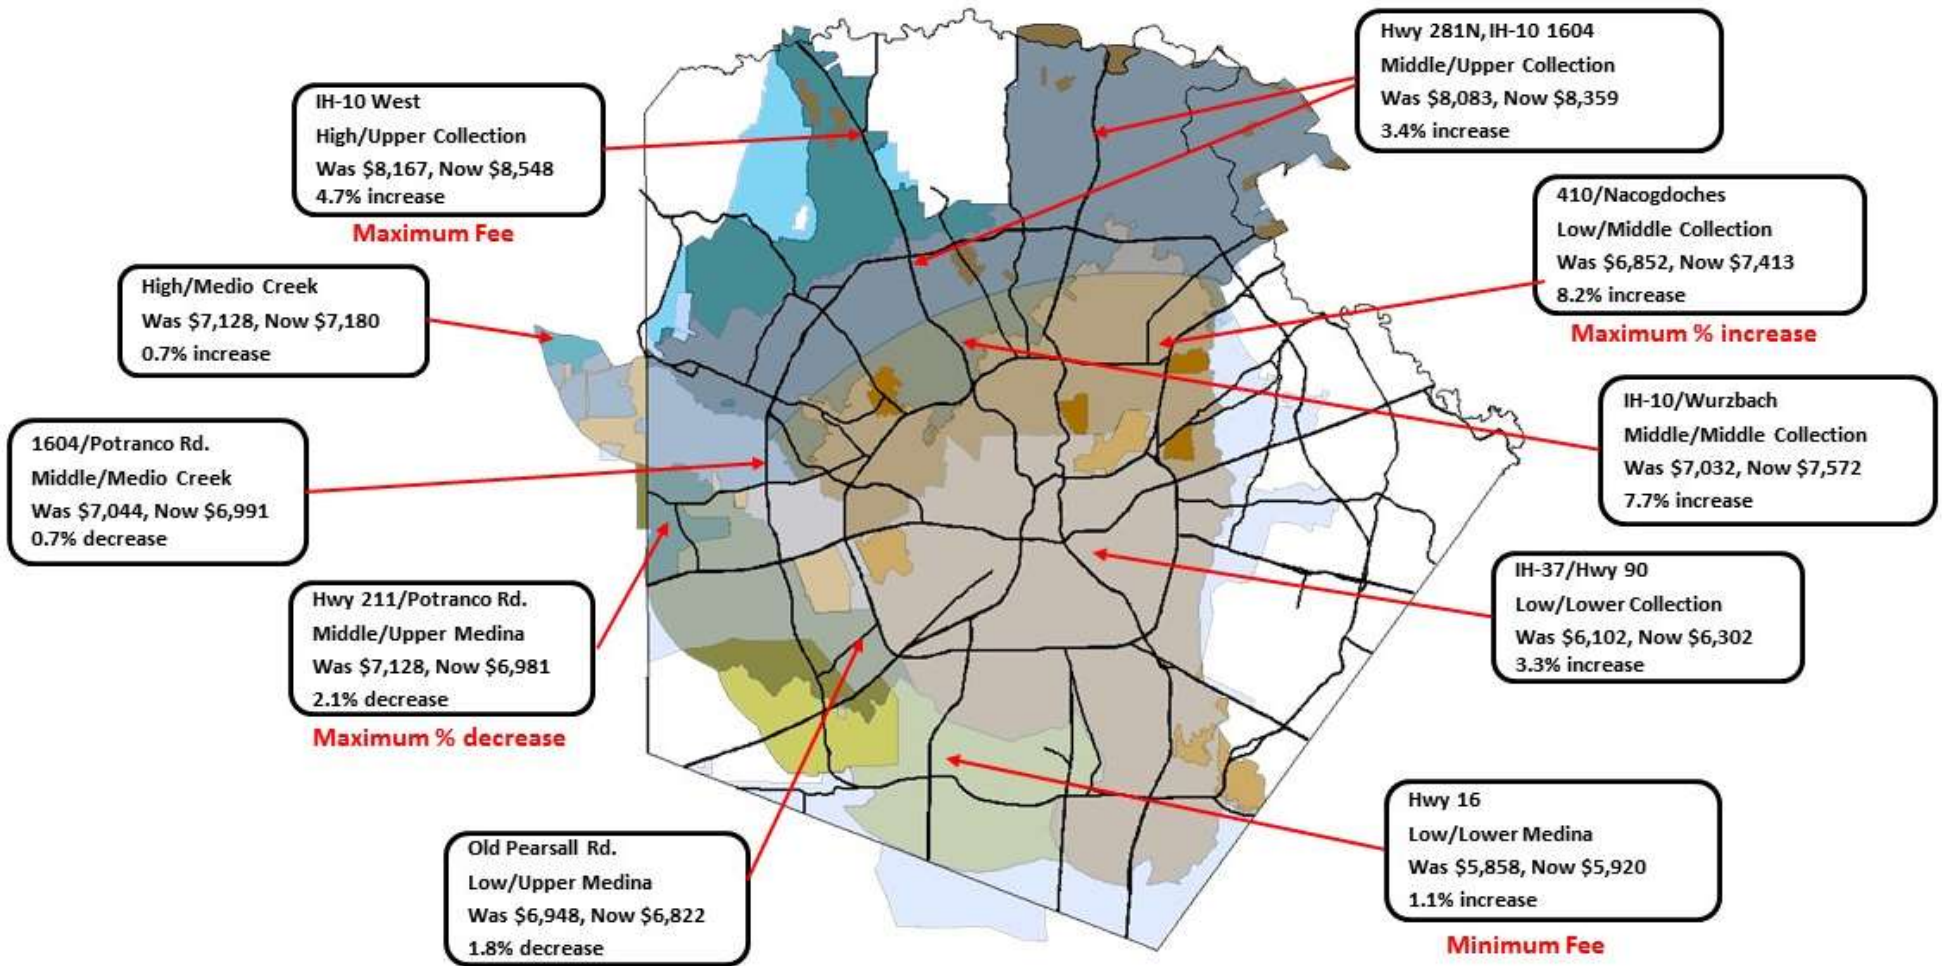 IH-10 West
High/Upper Collection
Was $8,167, Now $8,548
4.7% increase
Maximum Fee
High/Medio Creek
Was $7,128, Now $7,180
0.7% increase
1604/Potranco Rd.
Middle/Medio Creek
Was $7,044, Now $6,991
0.7% decrease
Hwy 211/Potranco Rd.
Middle/Upper Medina
Was $7,128, Now $6,981
2.1% decrease
Maximum % decrease
Old Pearsall Rd.
Low/Upper Medina
Was $6,948, Now $6,822
1.8% decrease
Hwy 281N, IH-10 1604
Middle/Upper Collection
Was $8,083, Now $8,359
3.4% increase
410/Nacogdoches
Low/Middle Collection
Was $6,852, Now $7,413
8.2% increase
Maximum % increase
IH-10/Wurzbach
Middle/Middle Collection
Was $7,032, Now $7,572
7.7% increase
IH-37/Hwy 90
Low/Lower Collection
Was $6,102, Now $6,302
3.3% increase
Hwy 16
Low/Lower Medina
Was $5,858, Now $5,920
1.1% increase
Minimum Fee